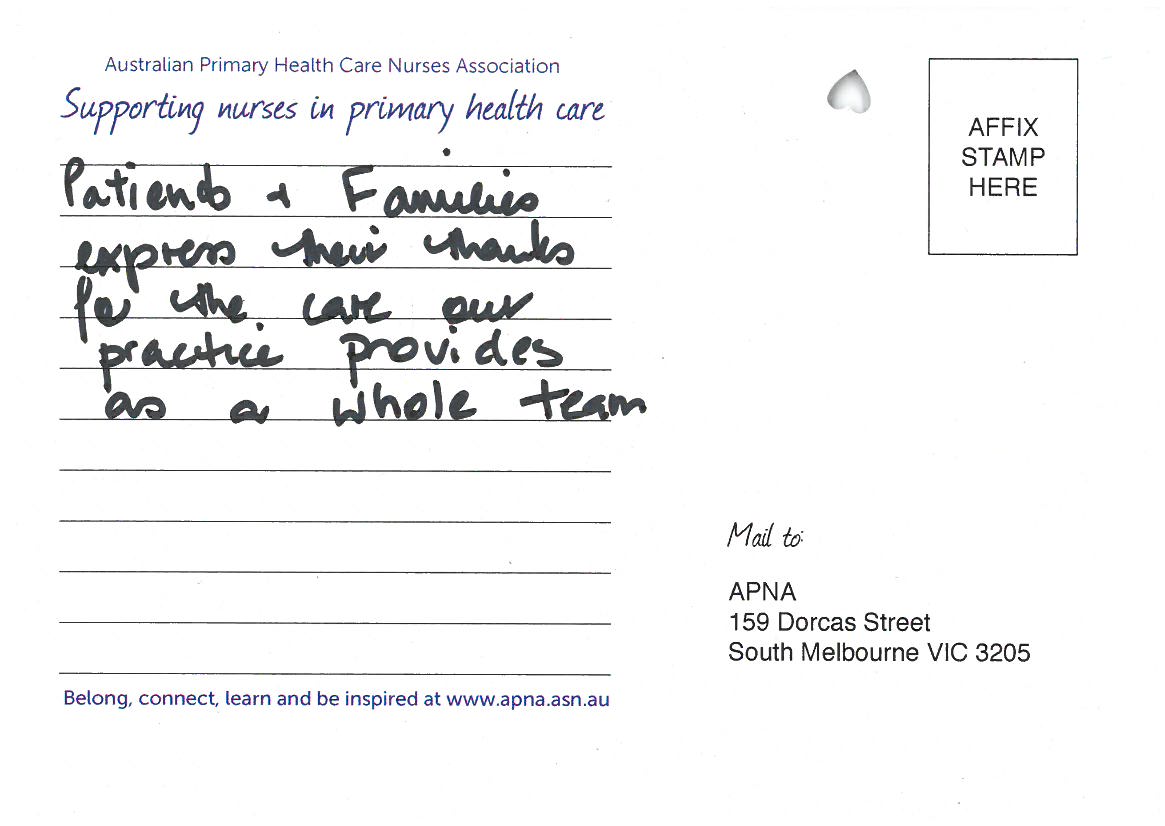 Australian Primary Health Care Nurses Association
Supporting nurses in primary health care
Patients + Families
express their thanks
for the care our
practice provides
as a whole team
Belong, connect, learn and be inspired at www.apna.asn.au
AFFIX
STAMP
HERE
Mail to:
APNA
159 Dorcas Street
South Melbourne VIC 3205